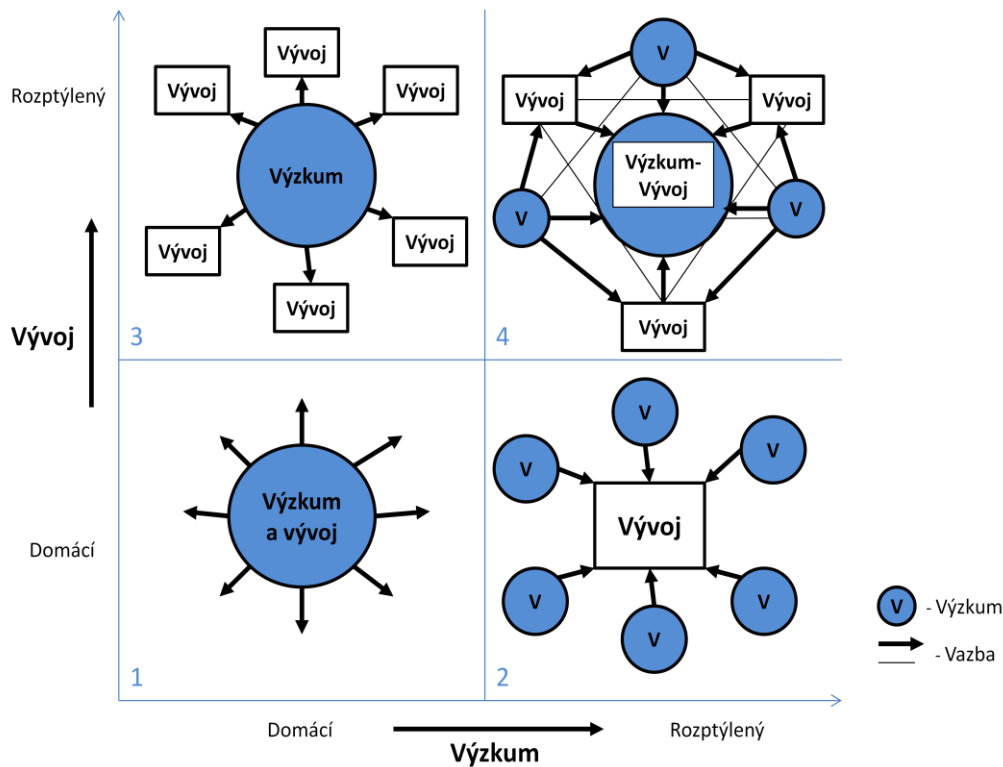 Rozptýlený
Vývoj
Vývoj
Vývoj
Vývoj
Výzkum
Vývoj
Vývoj
Vývoj
3
V
Vývoj
Vývoj
Výzkum-
Vývoj
V
V
Vývoj
4
Domácí
Výzkum
a vývoj
1
V
V
V
Vývoj
V
V
V
2
V - Výzkum
- Vazba
Domácí
Rozptýlený
Výzkum